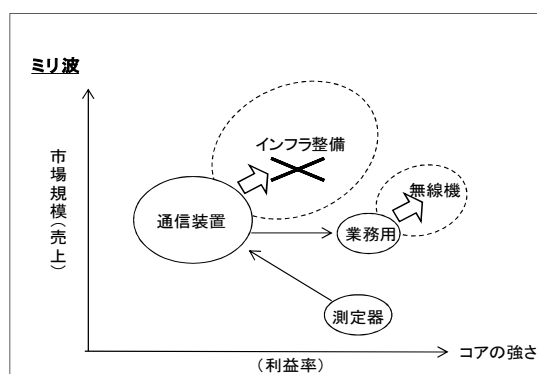 ミリ波
市場規模(売上)
インフラ整備
無線機
通信装置
業務用
測定器
コアの強さ
(利益率)